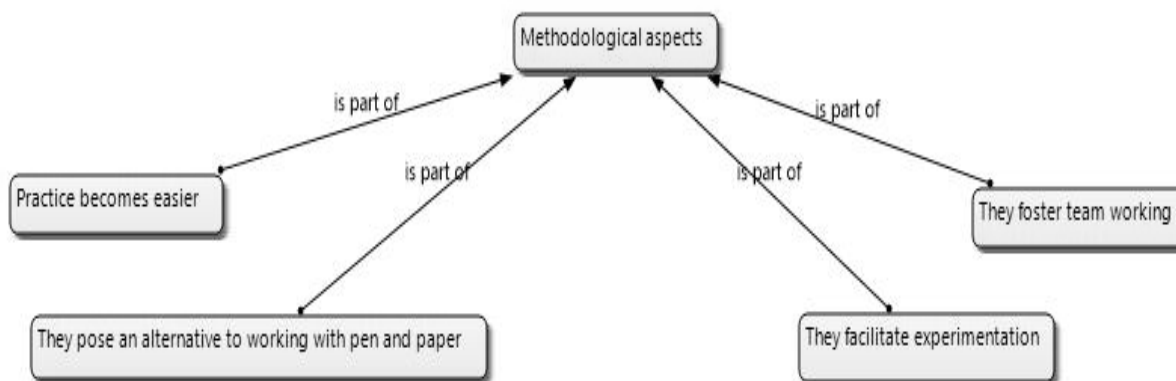 Methodological aspects
is part of
is part of
is part of
is part of
Practice becomes easier
They foster team working
They pose an alternative to working with pen and paper
They facilitate experimentation